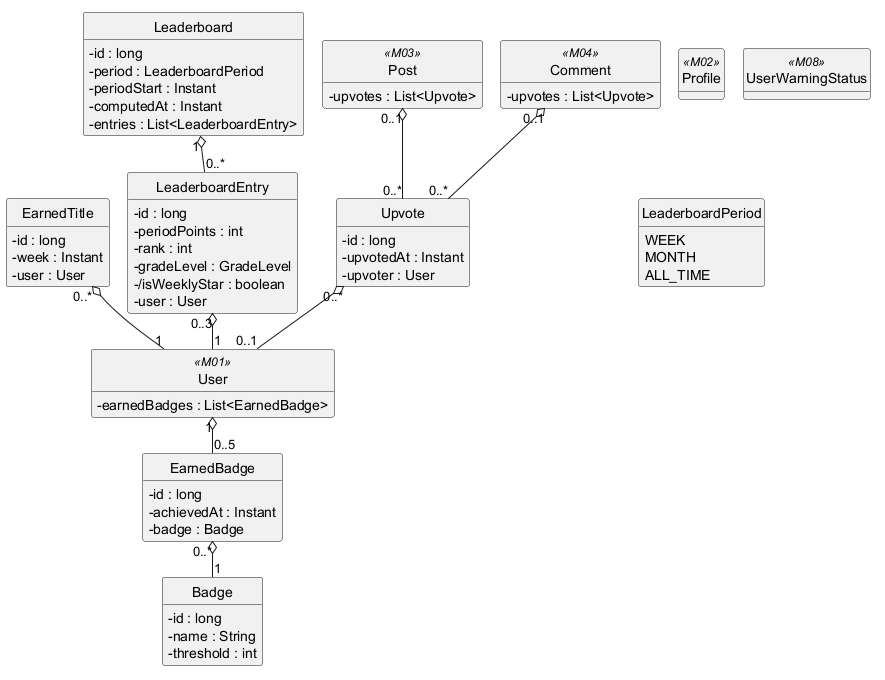 Leaderboard
-id : long
-period : LeaderboardPeriod
-periodStart : Instant
-computedAt : Instant
-entries : List<LeaderboardEntry>
«M03»
Post
-upvotes : List<Upvote>
«M04»
Comment
-upvotes : List<Upvote>
«M02»
Profile
«M08»
UserWarningStatus
1
0..*
0..1
0..*
0..1
0..*
EarnedTitle
-id : long
-week : Instant
-user : User
LeaderboardEntry
-id : long
-periodPoints : int
-rank : int
-gradeLevel : GradeLevel
-/isWeeklyStar : boolean
-user : User
Upvote
-id : long
-upvotedAt : Instant
-upvoter : User
LeaderboardPeriod
WEEK
MONTH
ALL_TIME
0..*
1
0..3
1
0..*
0..1
«M01»
User
-earnedBadges : List<EarnedBadge>
1
0..5
EarnedBadge
-id : long
-achievedAt : Instant
-badge : Badge
0..*
1
Badge
-id : long
-name : String
-threshold : int